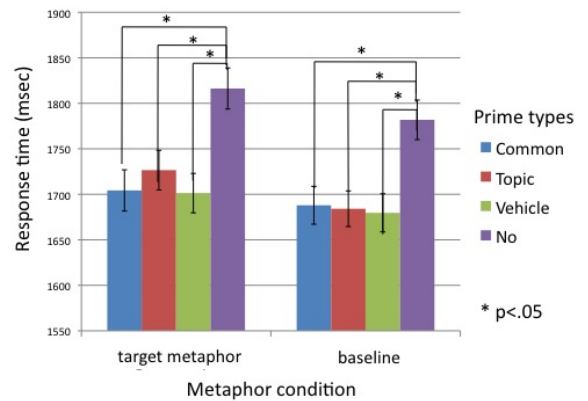 1900
1850
1800
1750
1700
1650
1600
1550
Response time (msec)
*
*
*
*
*
*
target metaphor
baseline
Metaphor condition
Prime types
Common
Topic
Vehicle
No
* p<.05